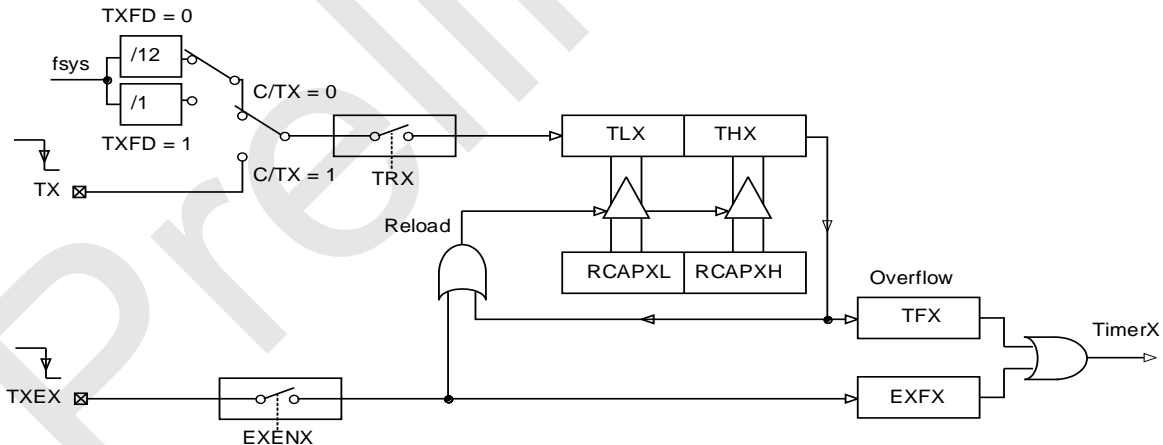 TXFD = 0
/12
fsys
C/TX = 0
/1
TXFD = 1
TLX THX
TX
C/TX = 1
TRX
Reload
RCAPXL RCAPXH
Overflow
TFX
TimerX
TXEX
EXFX
EXENX
Preli